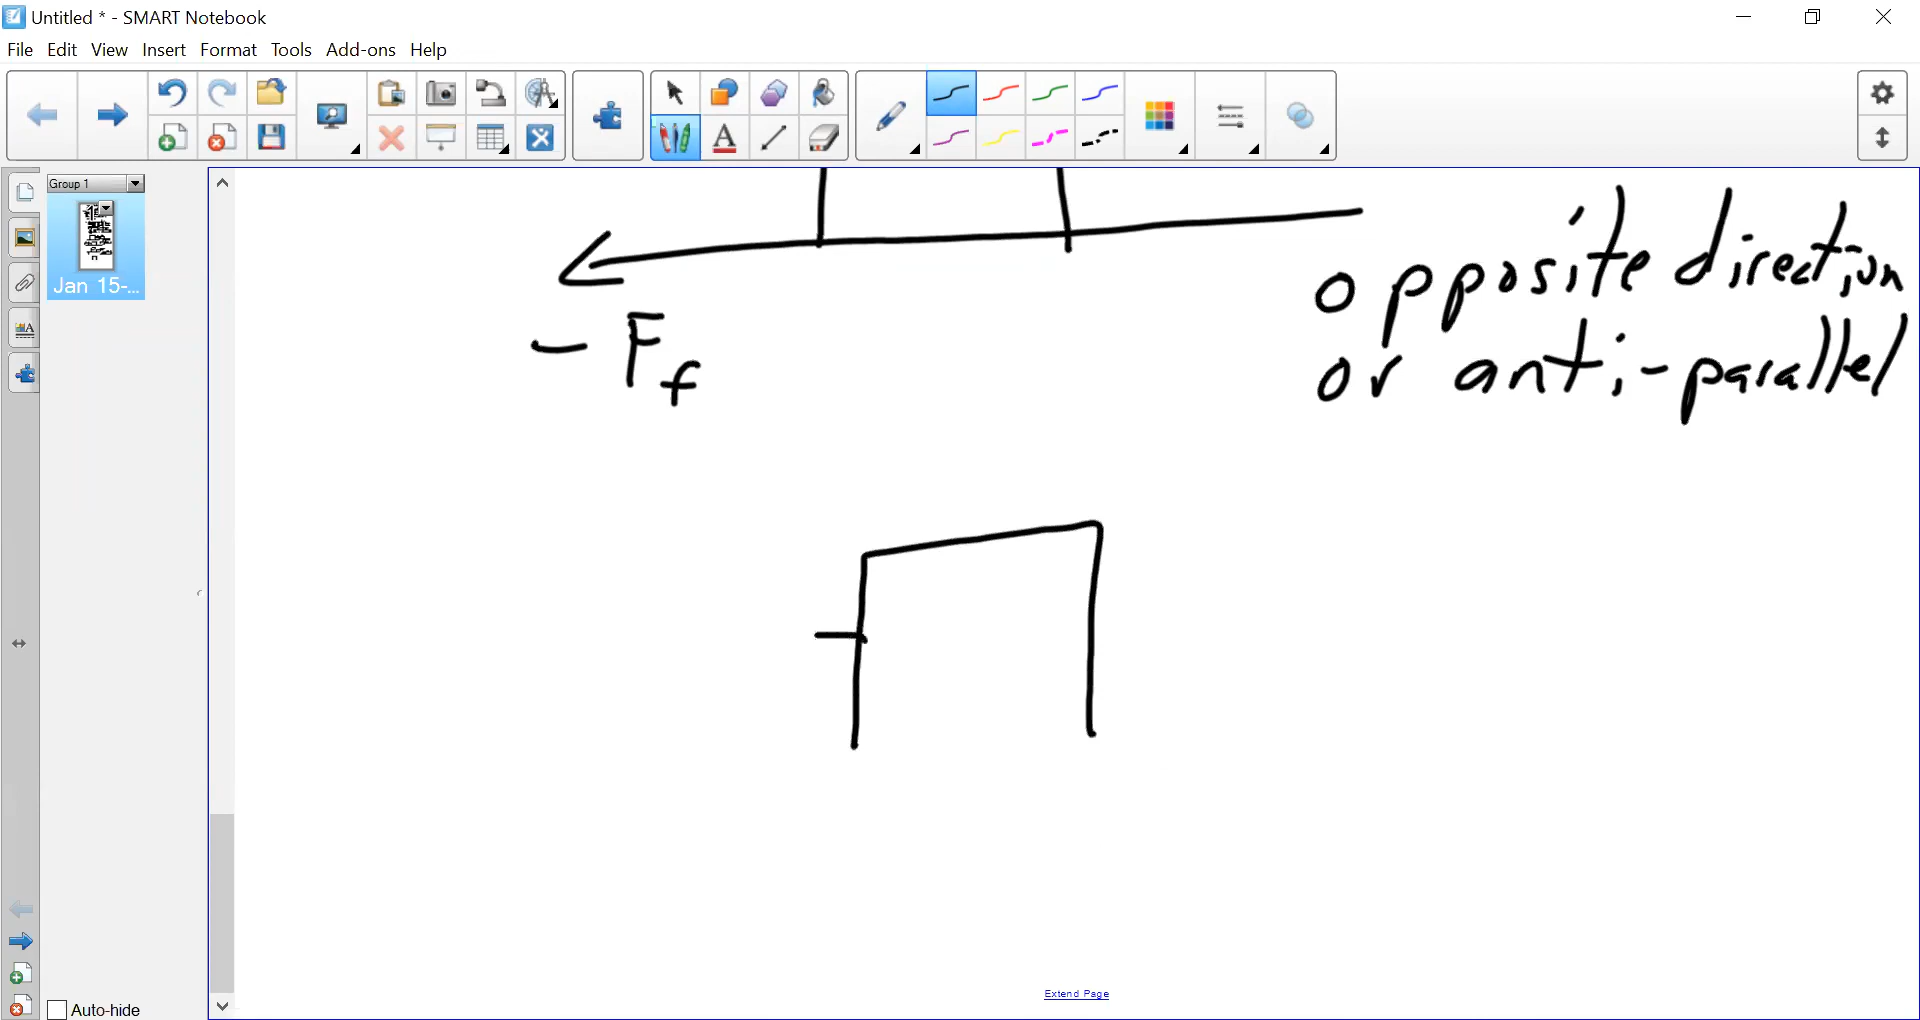 Untitled * - SMART Notebook
File Edit View Insert Format Tools Add-ons Help
Group 1
Jan 15-...
opposite direction
- Ff
or anti-parallel
Extend Page
Auto-hide